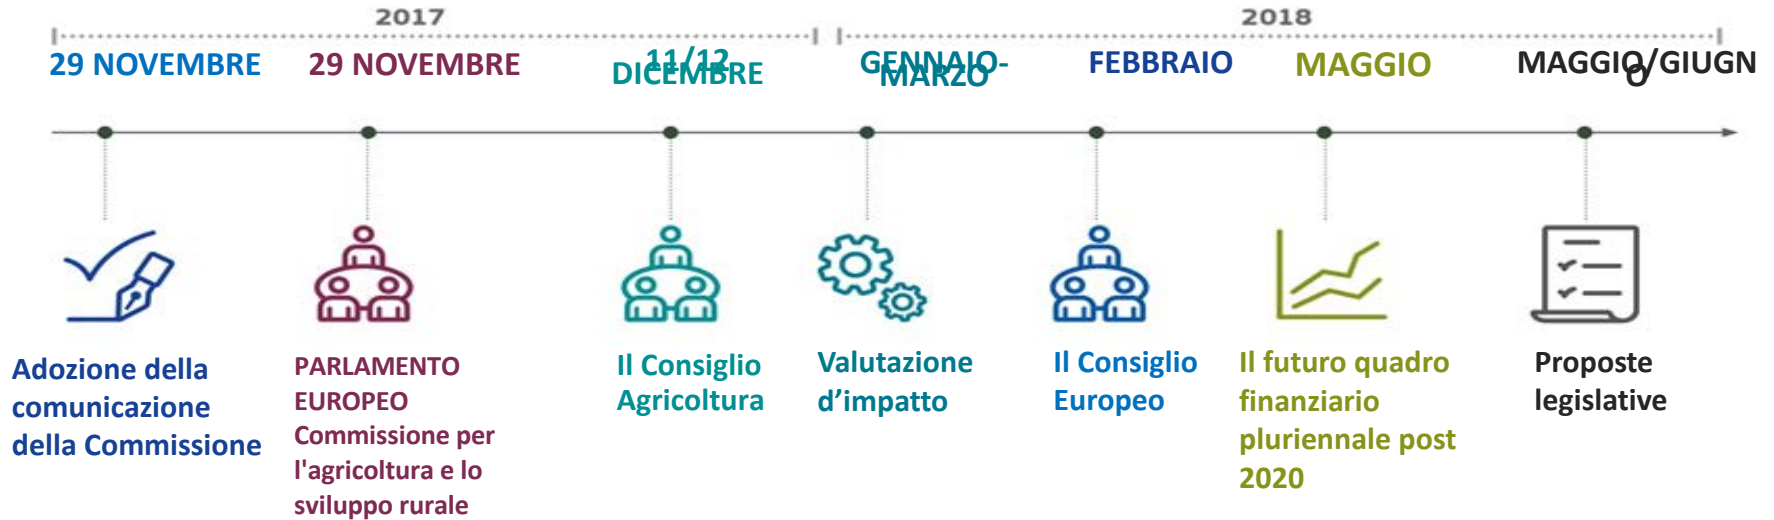 2017
2018
29 NOVEMBRE
29 NOVEMBRE
11/12
DICEMBRE
GENNAIO-
MARZO
FEBBRAIO
MAGGIO
MAGGIO/GIUGN
O
Adozione della
comunicazione
della Commissione
PARLAMENTO
EUROPEO
Commissione per
l'agricoltura e lo
sviluppo rurale
Il Consiglio
Agricoltura
Valutazione
d’impatto
Il Consiglio
Europeo
Il futuro quadro
finanziario
pluriennale post
2020
Proposte
legislative